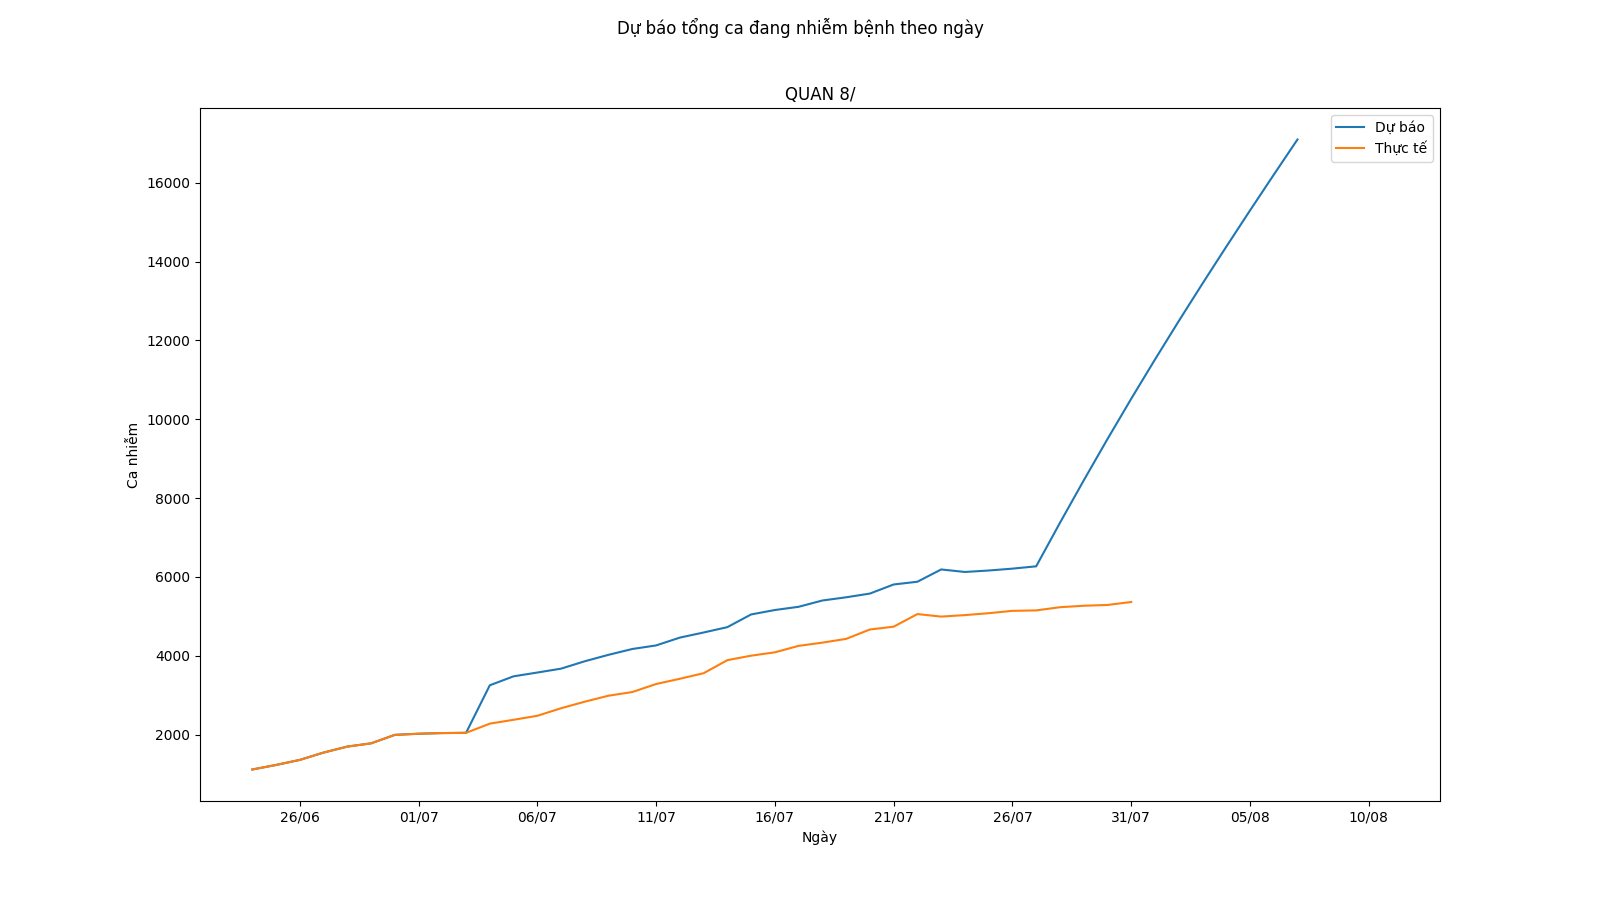 Dự báo tổng ca đang nhiễm bệnh theo ngày
QUAN 8/
Dự báo
Thực tế
16000
14000
12000
10000
8000
6000
4000
2000
Ca nhiễm
26/06 01/07 06/07 11/07 16/07 21/07 26/07 31/07 05/08 10/08
Ngày